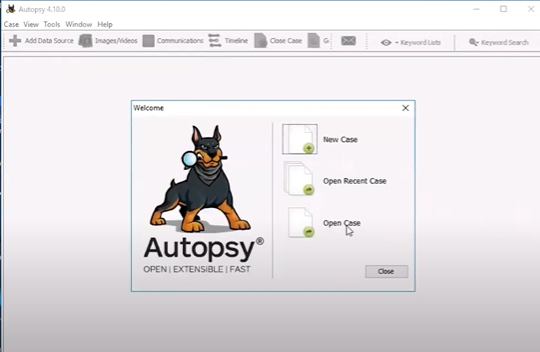 Autopsy 4.10.0
Case View Tools Window Help
Add Data Source Images/Videos Communications Timeline Close Case G Keyword Lists Keyword Search
Welcome
New Case
Open Recent Case
Open Case
Autopsy®
OPEN | EXTENSIBLE | FAST
Close